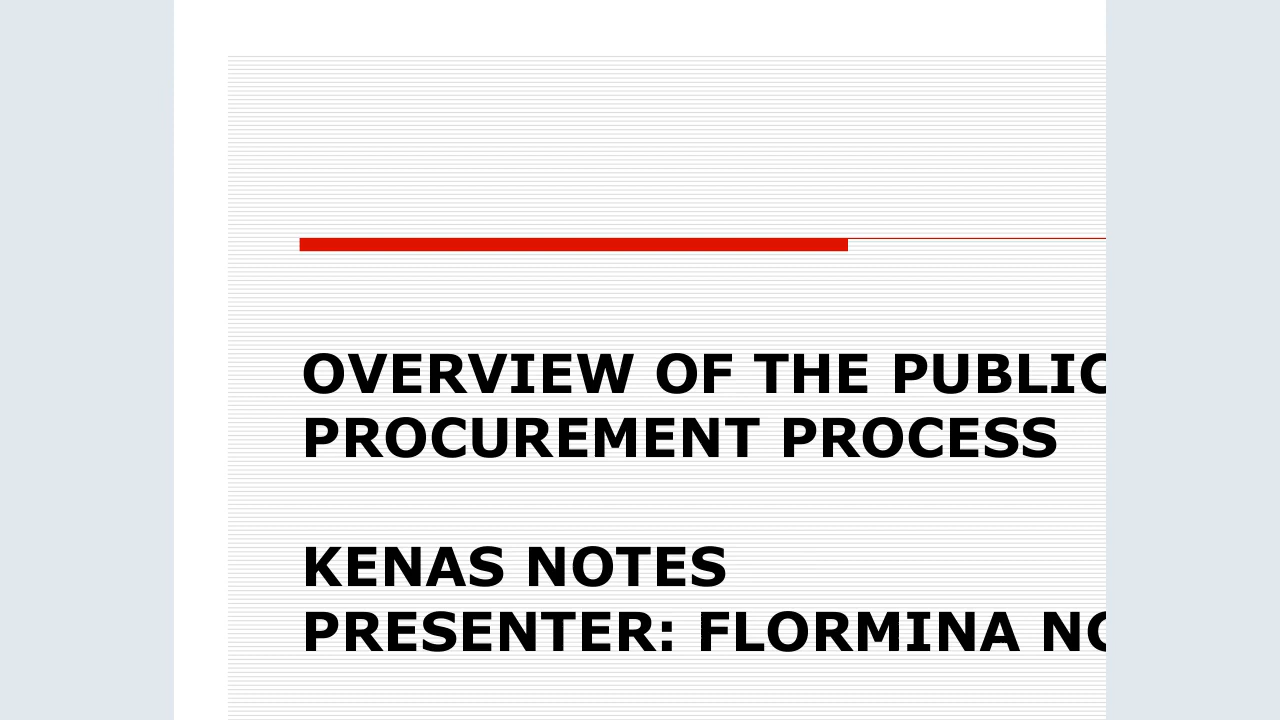 OVERVIEW OF THE PUBLIC
PROCUREMENT PROCESS
KENAS NOTES
PRESENTER: FLORMINA